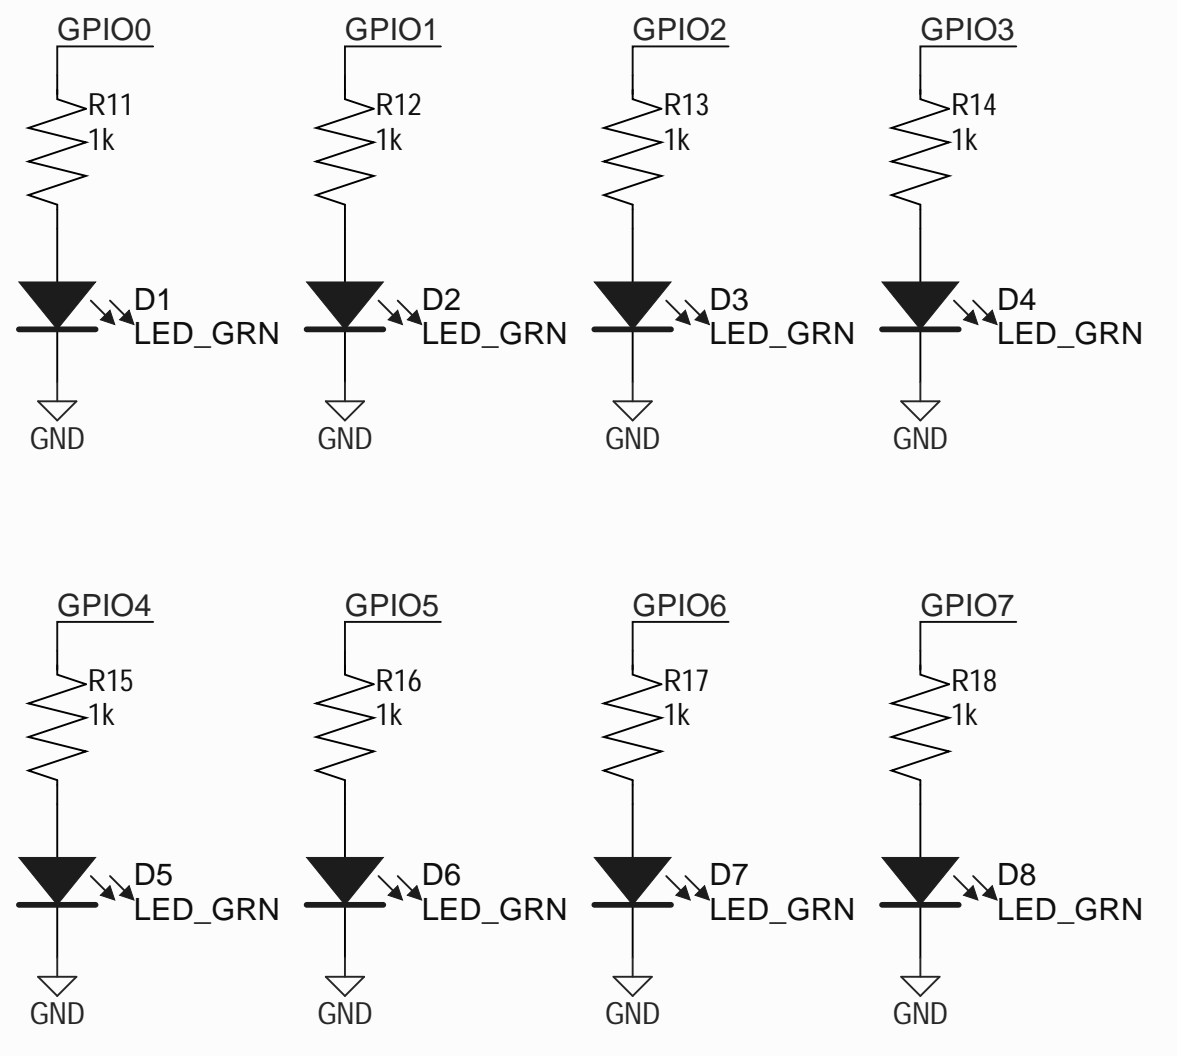 GPIO0
R11
1k
D1
LED_GRN
GND
GPIO1
R12
1k
D2
LED_GRN
GND
GPIO2
R13
1k
D3
LED_GRN
GND
GPIO3
R14
1k
D4
LED_GRN
GND
GPIO4
R15
1k
D5
LED_GRN
GND
GPIO5
R16
1k
D6
LED_GRN
GND
GPIO6
R17
1k
D7
LED_GRN
GND
GPIO7
R18
1k
D8
LED_GRN
GND